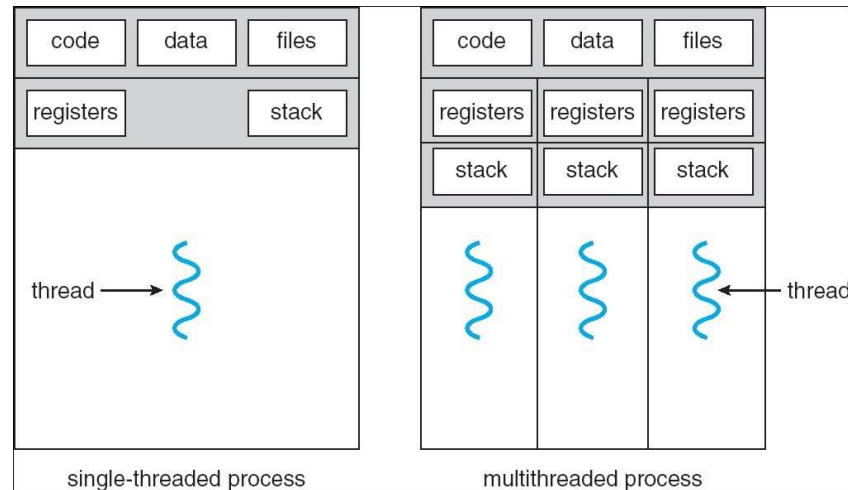 code data files
registers stack
thread
single-threaded process
code data files
registers registers registers
stack stack stack
thread
multithreaded process